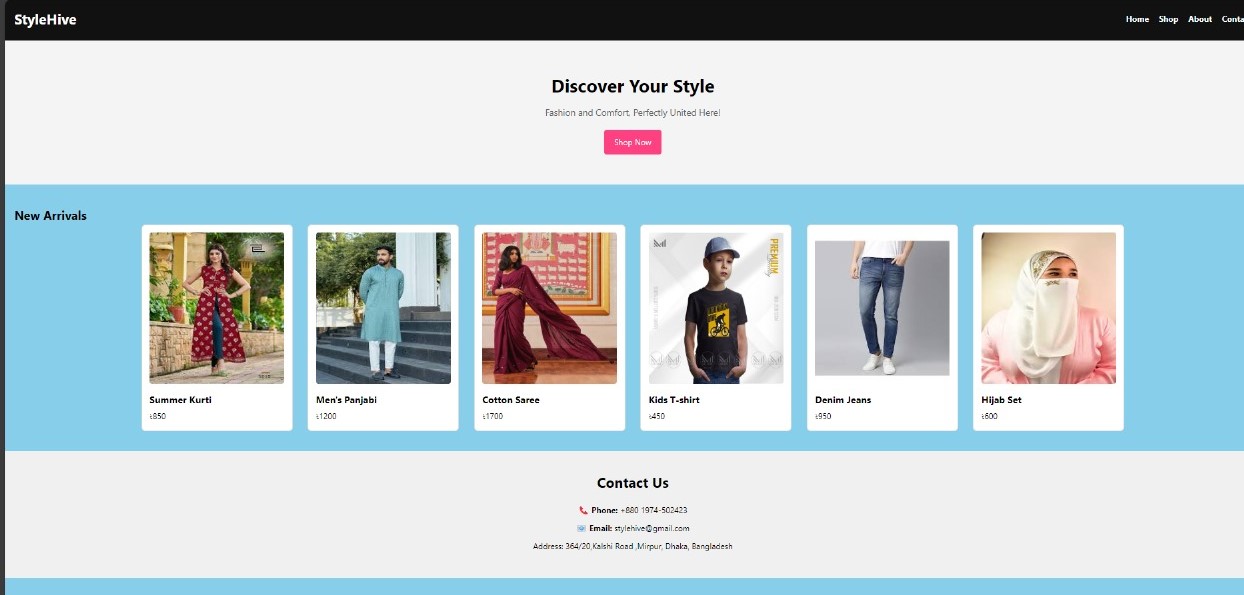 StyleHive
Home Shop About Conta
Discover Your Style
Fashion and Comfort, Perfectly United Here!
Shop Now
New Arrivals
PREMIUM
Summer Kurti
৳850
Men's Panjabi
৳1200
Cotton Saree
৳1700
Kids T-shirt
৳450
Denim Jeans
৳950
Hijab Set
৳600
Contact Us
📞 Phone: +880 1974-502423
📧 Email: stylehive@gmail.com
Address: 364/20,Kalshi Road ,Mirpur, Dhaka, Bangladesh